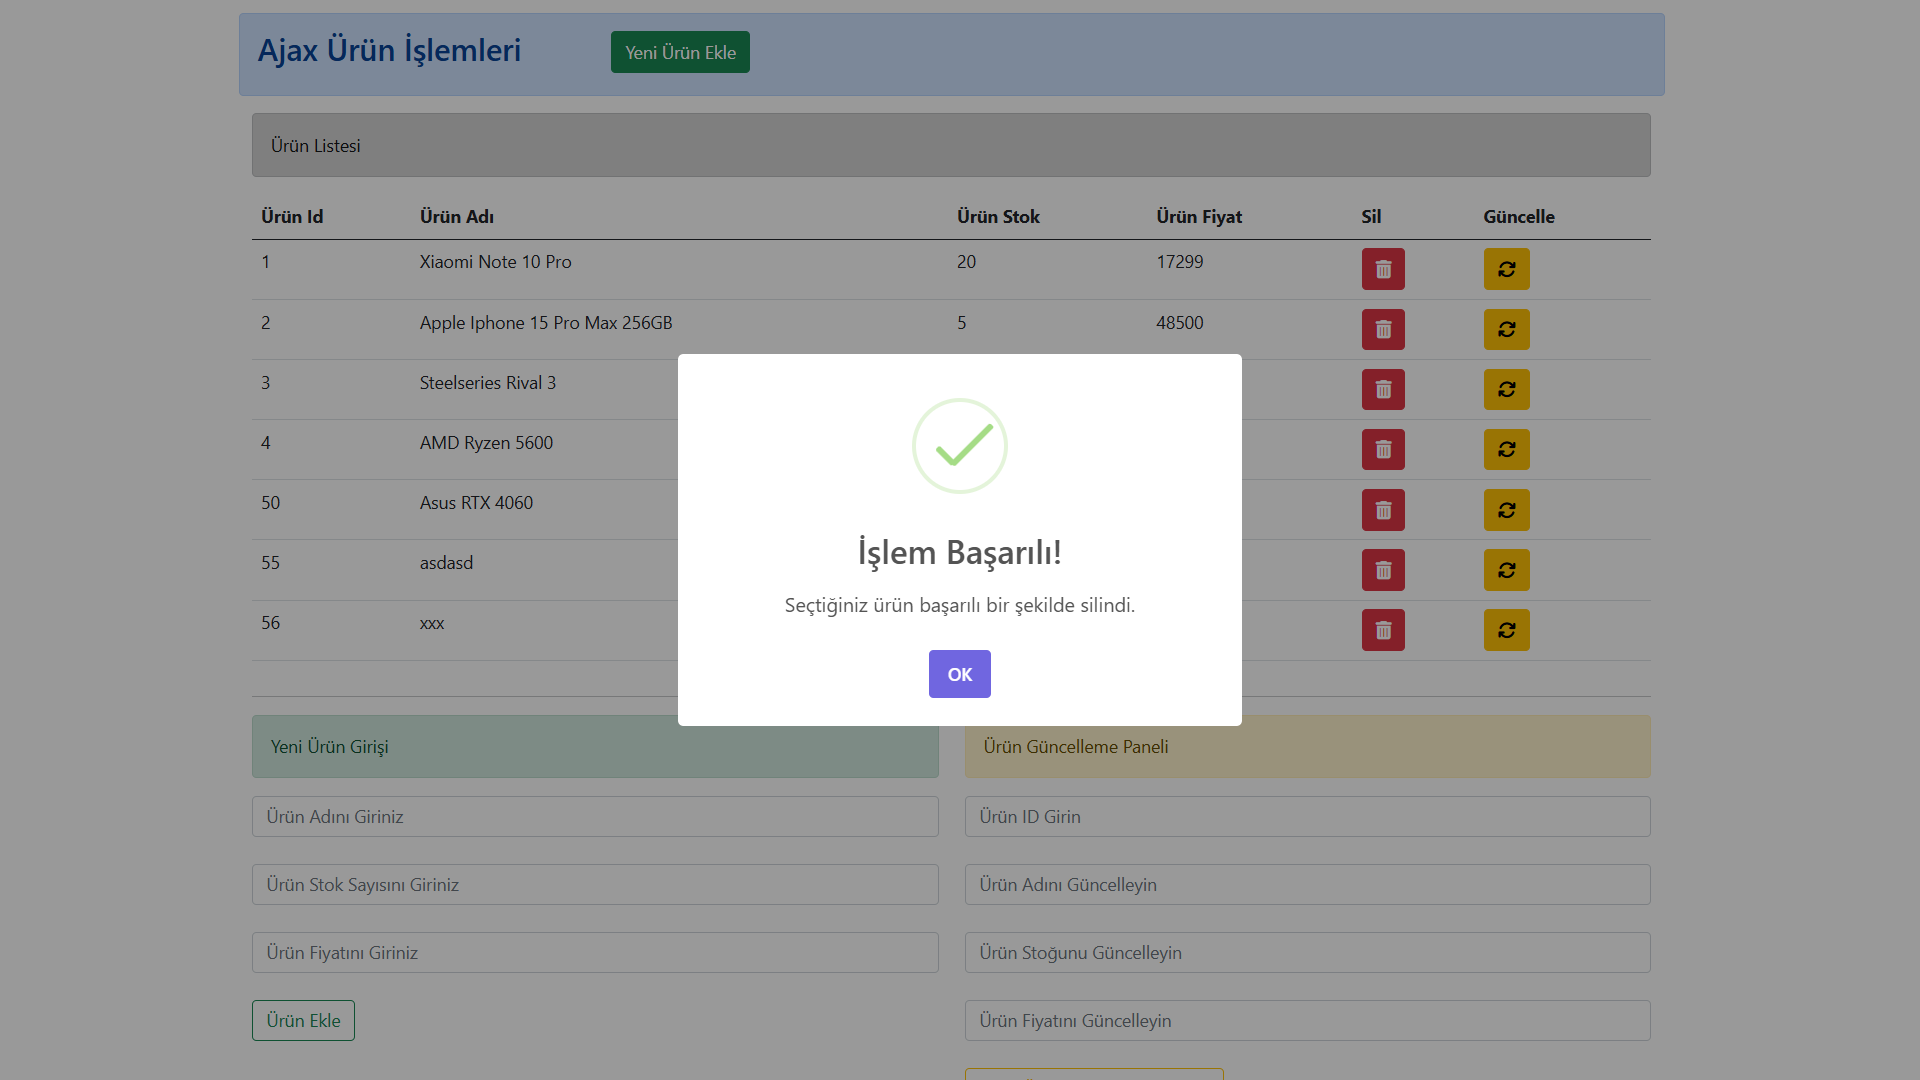 Ajax Ürün İşlemleri
Yeni Ürün Ekle
Ürün Listesi
Ürün Id Ürün Adı Ürün Stok Ürün Fiyat Sil Güncelle
1 Xiaomi Note 10 Pro 20 17299
2 Apple Iphone 15 Pro Max 256GB 5 48500
3 Steelseries Rival 3
4 AMD Ryzen 5600
50 Asus RTX 4060
55 asdasd
56 xxx
İşlem Başarılı!
Seçtiğiniz ürün başarılı bir şekilde silindi.
OK
Yeni Ürün Girişi
Ürün Adını Giriniz
Ürün Stok Sayısını Giriniz
Ürün Fiyatını Giriniz
Ürün Ekle
Ürün Güncelleme Paneli
Ürün ID Girin
Ürün Adını Güncelleyin
Ürün Stoğunu Güncelleyin
Ürün Fiyatını Güncelleyin